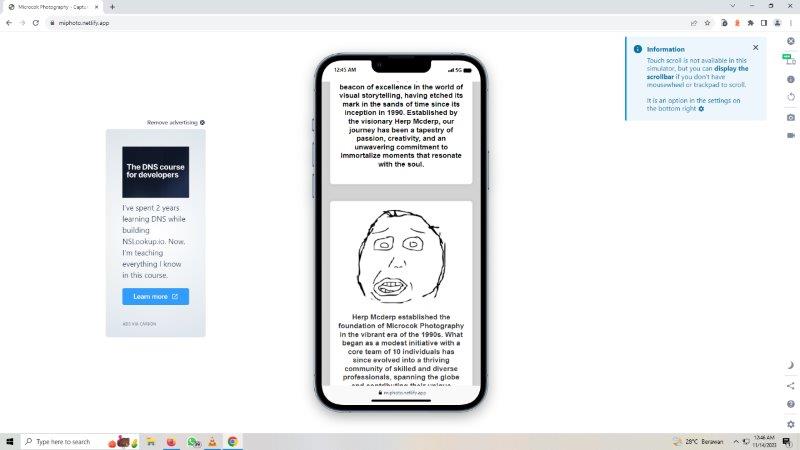 Microcok Photography - Captu
miphoto.netlify.app
Remove advertising
The DNS course
for developers
I've spent 2 years
learning DNS while
building
NSLookup.io. Now,
I'm teaching
everything I know
in this course.
Learn more
ADS VIA CARBON
12:45 AM
5G
beacon of excellence in the world of
visual storytelling, having etched its
mark in the sands of time since its
inception in 1990. Established by
the visionary Herp Mcderp, our
journey has been a tapestry of
passion, creativity, and an
unwavering commitment to
immortalize moments that resonate
with the soul.
Herp Mcderp established the
foundation of Microcok Photography
in the vibrant era of the 1990s. What
began as a modest initiative with a
core team of 10 individuals has
since evolved into a thriving
community of skilled and diverse
professionals, spanning the globe
and contributing their unique
miphoto.netlify.app
Information
Touch scroll is not available in this
simulator, but you can display the
scrollbar if you don't have
mousewheel or trackpad to scroll.
It is an option in the settings on
the bottom right
Type here to search
28°C Berawan
12:46 AM
11/14/2023